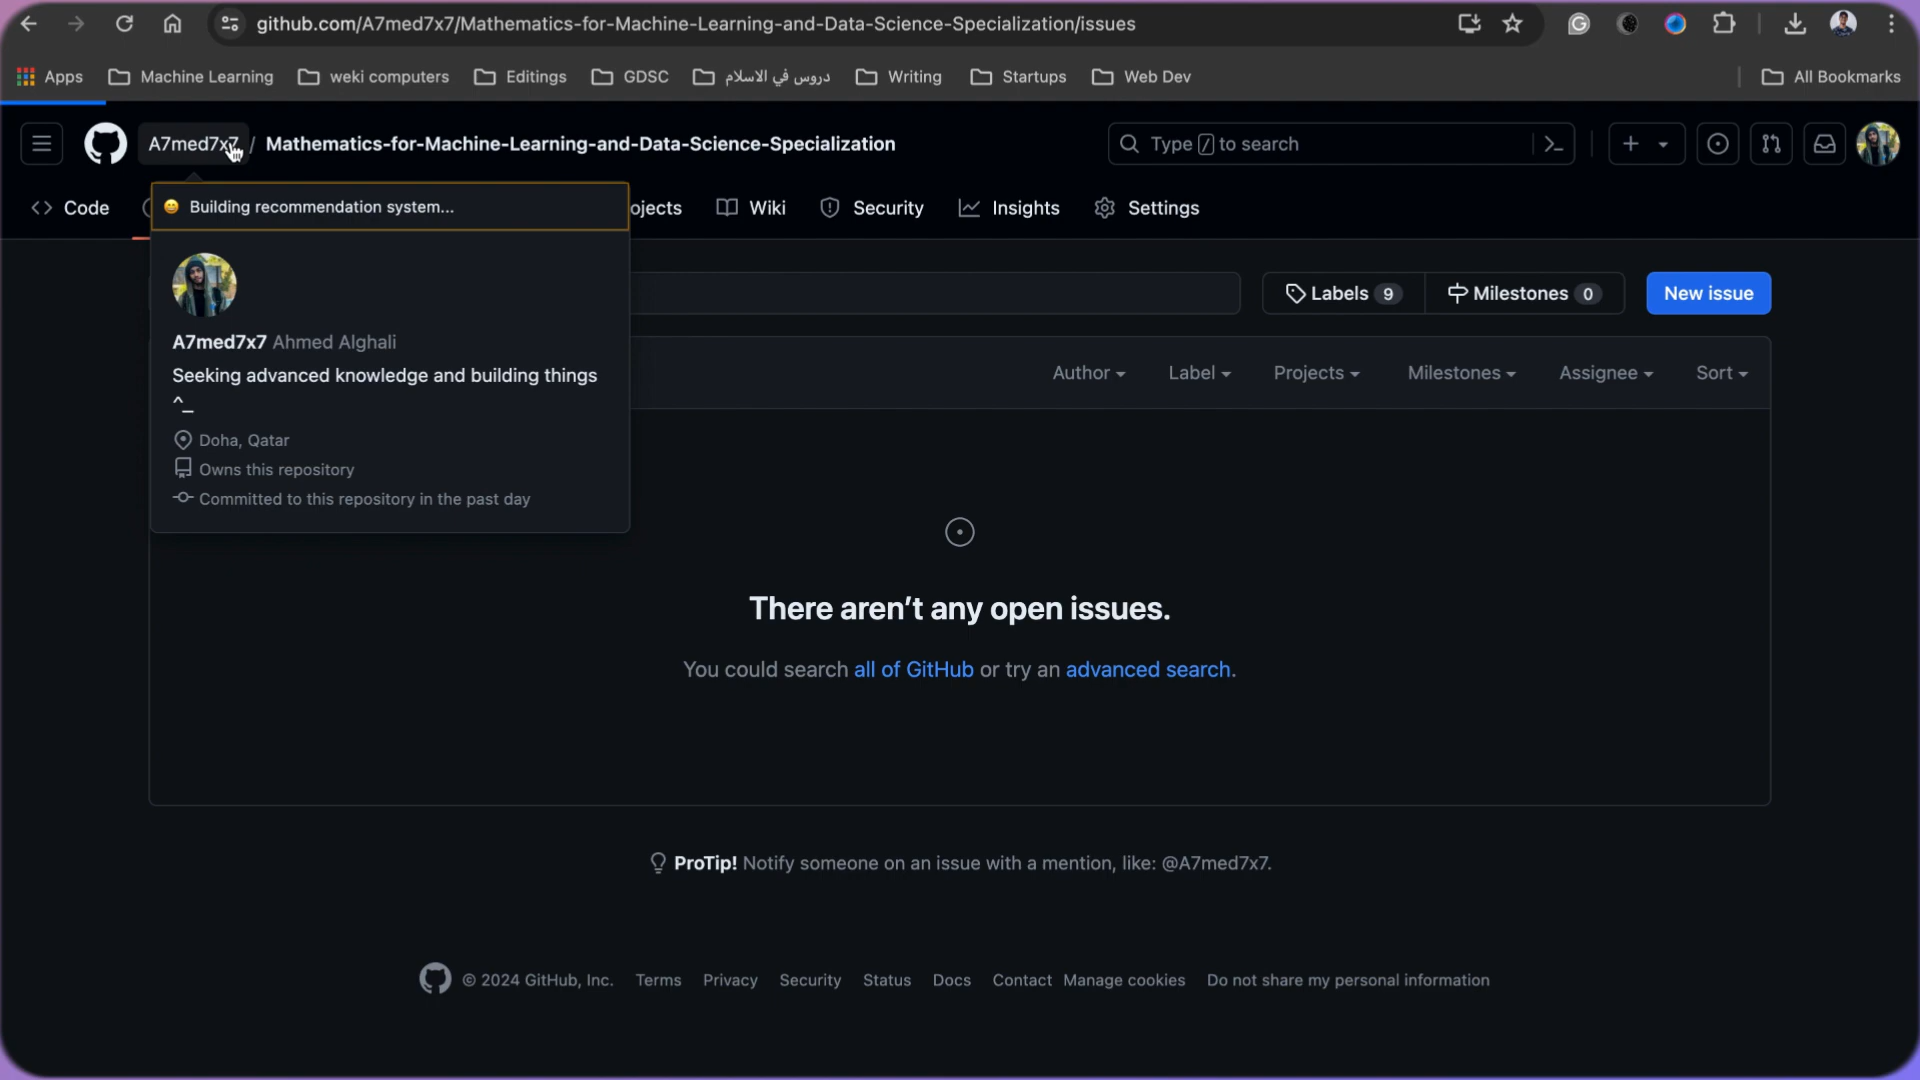 github.com/A7med7x7/Mathematics-for-Machine-Learning-and-Data-Science-Specialization/issues
Apps Machine Learning weki computers Editings GDSC دروس في الاسلام Writing Startups Web Dev All Bookmarks
A7med7x7 / Mathematics-for-Machine-Learning-and-Data-Science-Specialization Type / to search
Code ojects Wiki Security Insights Settings
Building recommendation system...
Labels 9 Milestones 0 New issue
A7med7x7 Ahmed Alghali
Author Label Projects Milestones Assignee Sort
Seeking advanced knowledge and building things
^_
Doha, Qatar
Owns this repository
Committed to this repository in the past day
There aren’t any open issues.
You could search all of GitHub or try an advanced search.
ProTip! Notify someone on an issue with a mention, like: @A7med7x7.
© 2024 GitHub, Inc. Terms Privacy Security Status Docs Contact Manage cookies Do not share my personal information